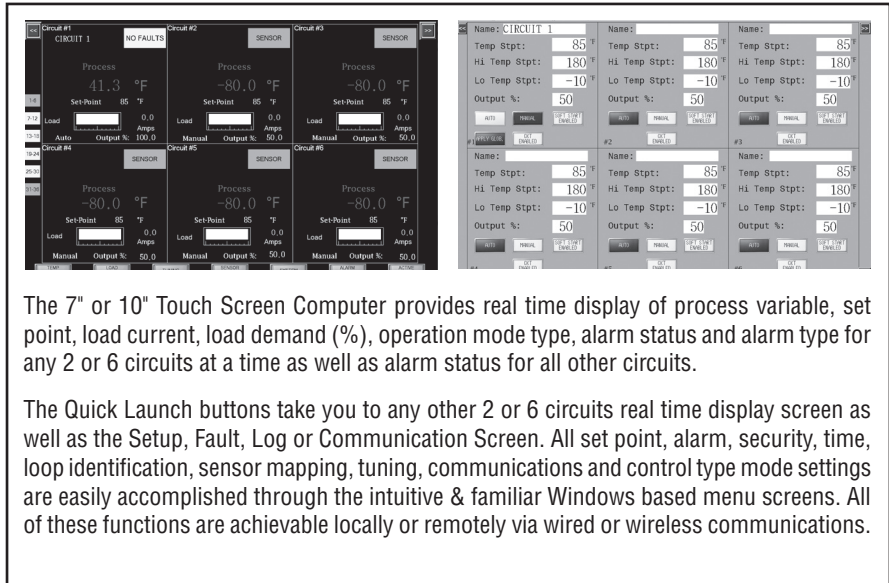 << Circuit #1 Circuit #2 Circuit #3 >>
CIRCUIT 1 NO FAULTS SENSOR SENSOR
Process Process Process
41.3 °F -80.0 °F -80.0 °F
1-6 Set-Point 85 °F Set-Point 85 °F Set-Point 85 °F
7-12 Load 0.0 Load 0.0 Load 0.0
Amps Amps Amps
13-18 Auto Output %: 100.0 Manual Output %: 50.0 Manual Output %: 50.0
19-24 Circuit #4 Circuit #5 Circuit #6
SENSOR SENSOR SENSOR
25-30
31-36 Process Process Process
-80.0 °F -80.0 °F -80.0 °F
Set-Point 85 °F Set-Point 85 °F Set-Point 85 °F
Load 0.0 Load 0.0 Load 0.0
Amps Amps Amps
Manual Output %: 50.0 Manual Output %: 50.0 Manual Output %: 50.0
TEMP LOAD SENSOR ALARM ACTIVE
<< Name: CIRCUIT 1 Name: Name: >>
Temp Stpt: 85 °F Temp Stpt: 85 °F Temp Stpt: 85 °F
Hi Temp Stpt: 180 °F Hi Temp Stpt: 180 °F Hi Temp Stpt: 180 °F
Lo Temp Stpt: -10 °F Lo Temp Stpt: -10 °F Lo Temp Stpt: -10 °F
Output %: 50 Output %: 50 Output %: 50
AUTO MANUAL SOFT START ENABLED AUTO MANUAL SOFT START ENABLED AUTO MANUAL SOFT START ENABLED
#1 APPLY GLOB. CKT ENABLED #2 CKT ENABLED #3 CKT ENABLED
Name: Name: Name:
Temp Stpt: 85 °F Temp Stpt: 85 °F Temp Stpt: 85 °F
Hi Temp Stpt: 180 °F Hi Temp Stpt: 180 °F Hi Temp Stpt: 180 °F
Lo Temp Stpt: -10 °F Lo Temp Stpt: -10 °F Lo Temp Stpt: -10 °F
Output %: 50 Output %: 50 Output %: 50
AUTO MANUAL SOFT START ENABLED AUTO MANUAL SOFT START ENABLED AUTO MANUAL SOFT START ENABLED
CKT ENABLED CKT ENABLED CKT ENABLED
The 7" or 10" Touch Screen Computer provides real time display of process variable, set
point, load current, load demand (%), operation mode type, alarm status and alarm type for
any 2 or 6 circuits at a time as well as alarm status for all other circuits.
The Quick Launch buttons take you to any other 2 or 6 circuits real time display screen as
well as the Setup, Fault, Log or Communication Screen. All set point, alarm, security, time,
loop identification, sensor mapping, tuning, communications and control type mode settings
are easily accomplished through the intuitive & familiar Windows based menu screens. All
of these functions are achievable locally or remotely via wired or wireless communications.